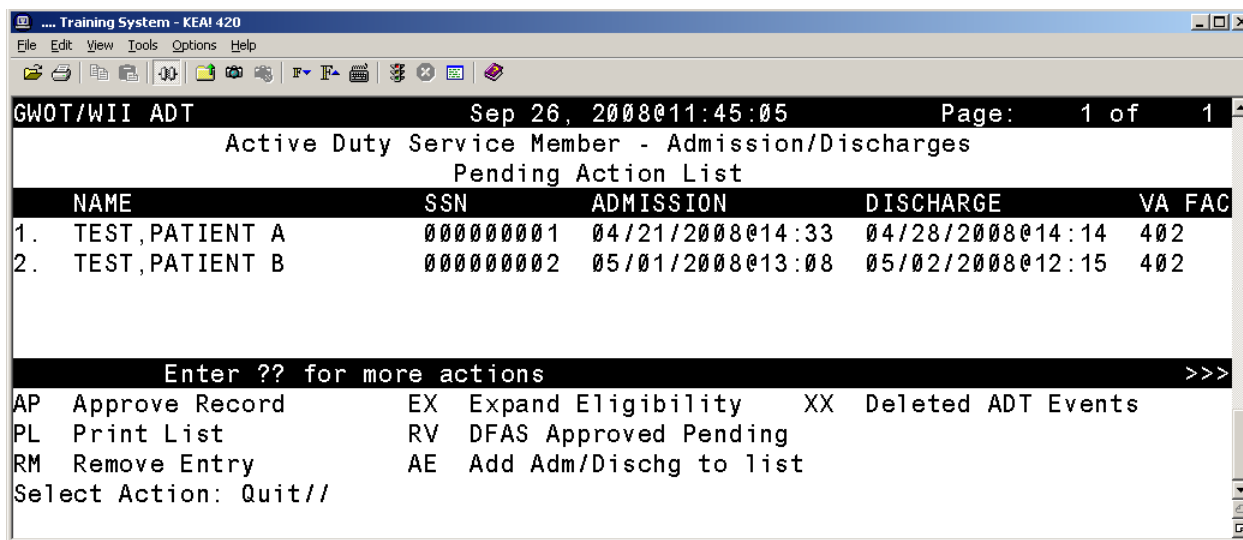 .... Training System - KEA! 420
File Edit View Tools Options Help
GWOT/WII ADT Sep 26, 2008@11:45:05 Page: 1 of 1
Active Duty Service Member - Admission/Discharges
Pending Action List
NAME SSN ADMISSION DISCHARGE VA FAC
1. TEST,PATIENT A 000000001 04/21/2008@14:33 04/28/2008@14:14 402
2. TEST,PATIENT B 000000002 05/01/2008@13:08 05/02/2008@12:15 402
Enter ?? for more actions >>>
AP Approve Record EX Expand Eligibility XX Deleted ADT Events
PL Print List RV DFAS Approved Pending
RM Remove Entry AE Add Adm/Dischg to list
Select Action: Quit//